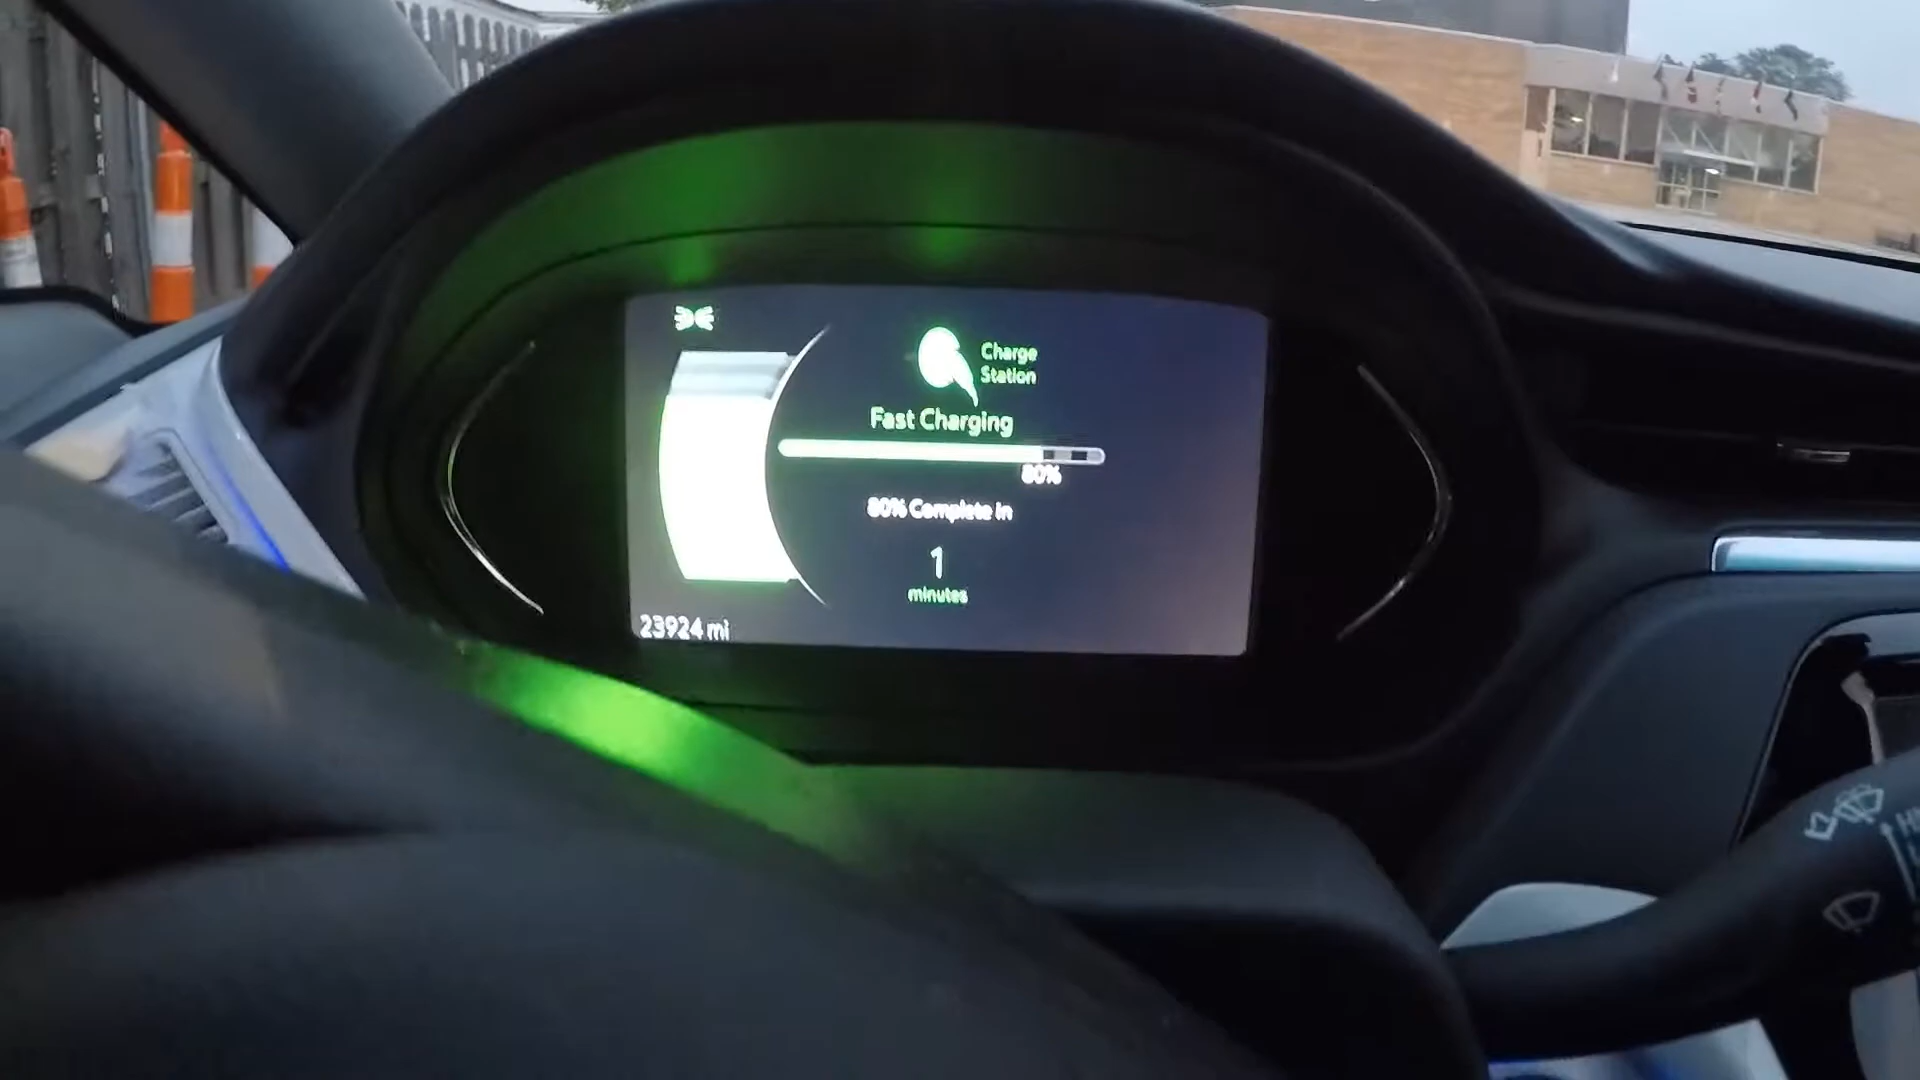 Charge
Station
Fast Charging
80%
80% Complete in
1
minutes
23924 mi